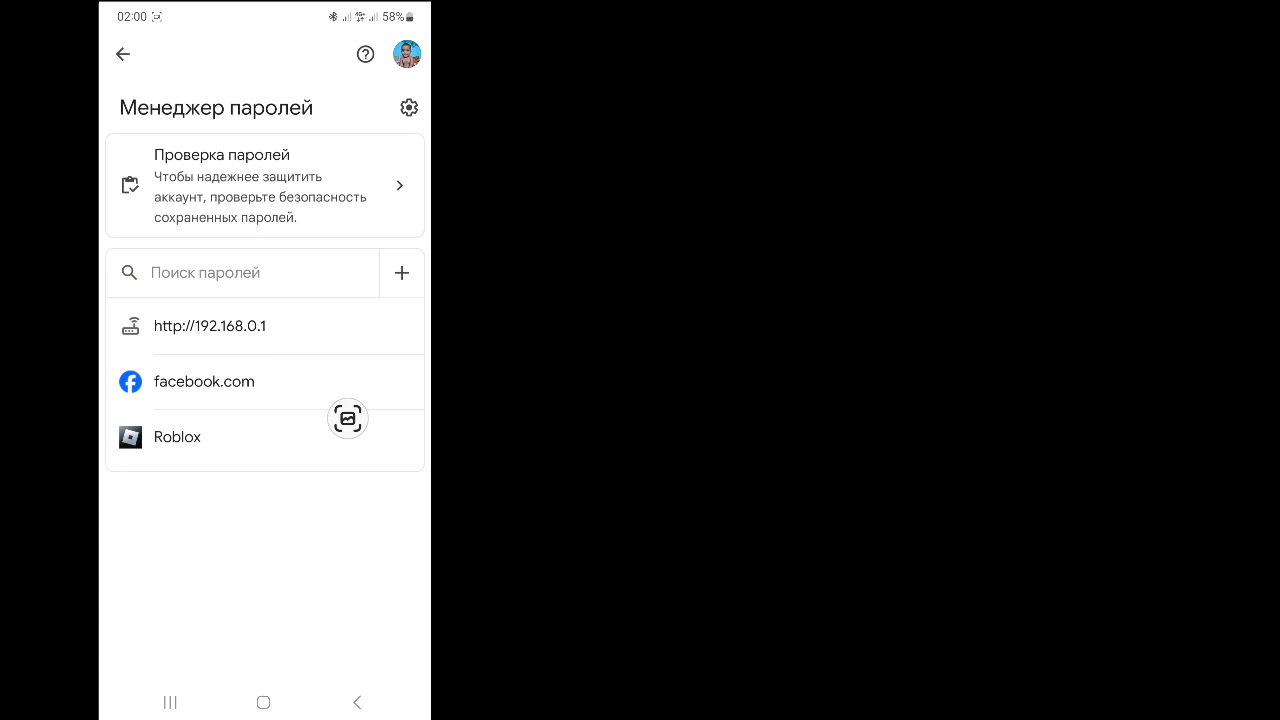 02:00
4G+
58%
Менеджер паролей
Проверка паролей
Чтобы надежнее защитить
аккаунт, проверьте безопасность
сохраненных паролей.
Поиск паролей
http://192.168.0.1
facebook.com
Roblox